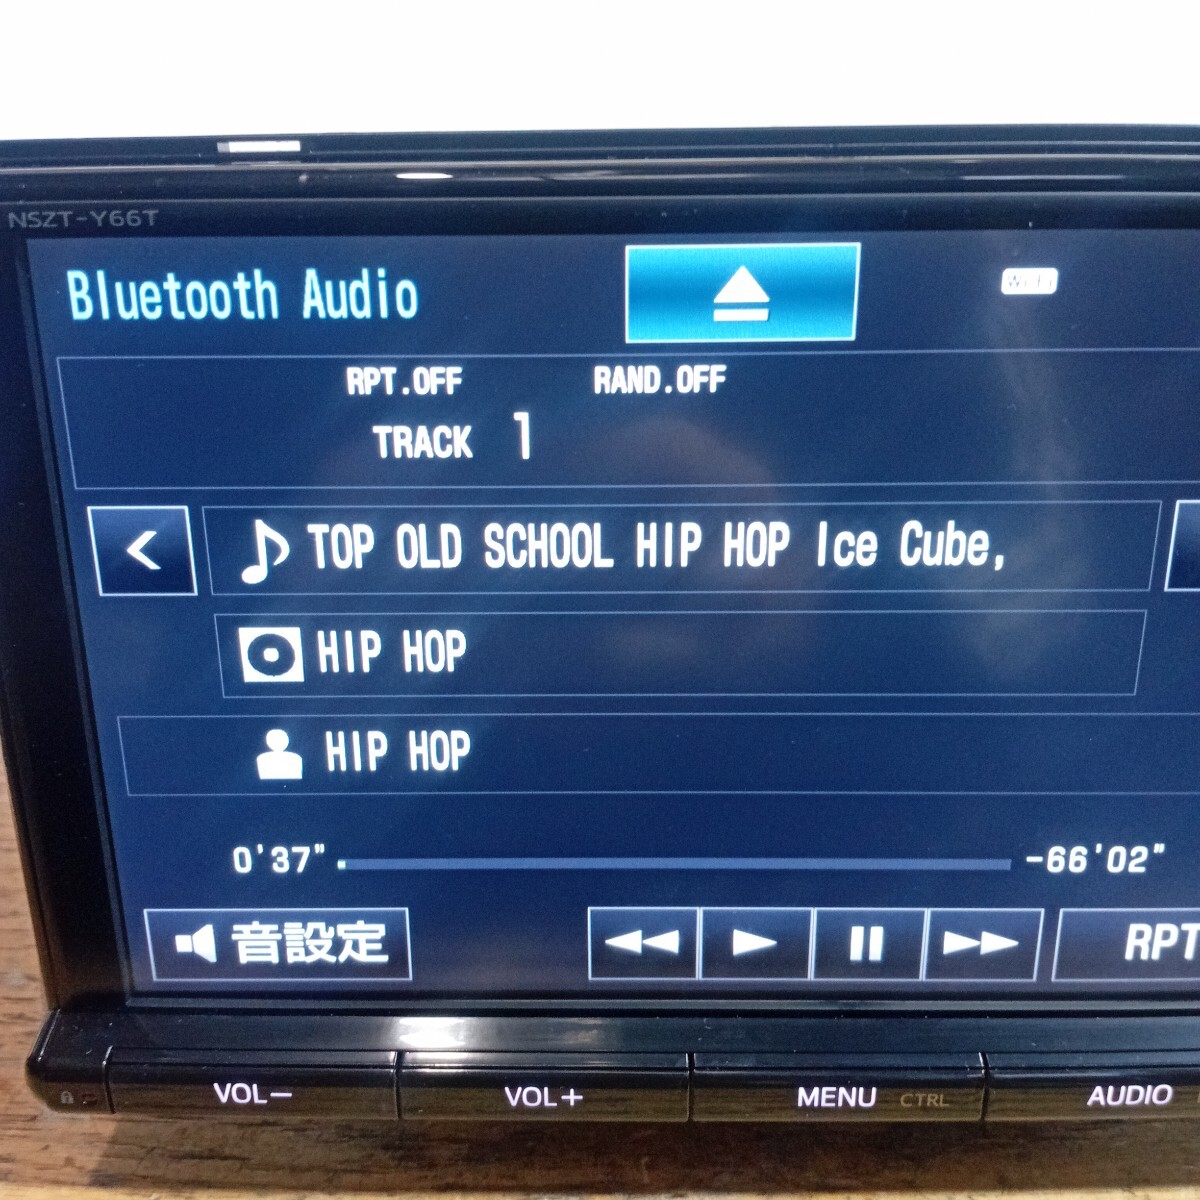 NSZT-Y66T
Bluetooth Audio
RPT.OFF RAND.OFF
TRACK 1
<
TOP OLD SCHOOL HIP HOP Ice Cube,
HIP HOP
HIP HOP
0'37" -66'02"
音設定 RPT
VOL− VOL+ MENU CTRL AUDIO